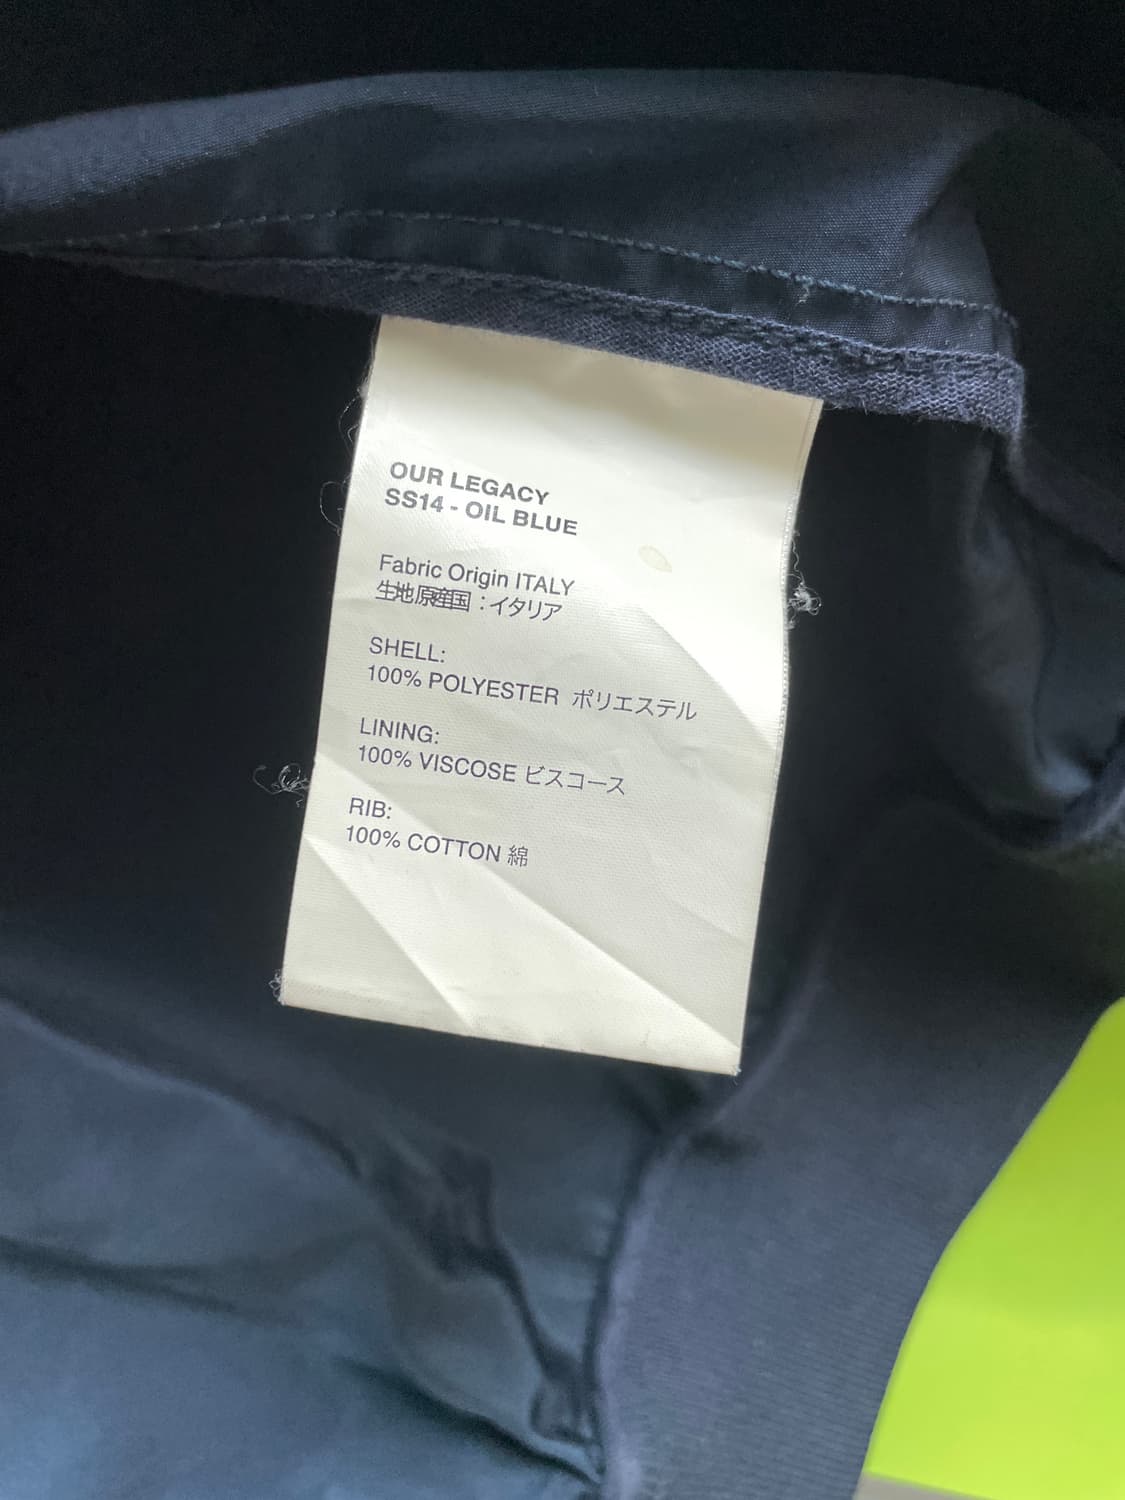 OUR LEGACY
SS14 - OIL BLUE
Fabric Origin ITALY
生地原産国 : イタリア
SHELL:
100% POLYESTER ポリエステル
LINING:
100% VISCOSE ビスコース
RIB:
100% COTTON 綿